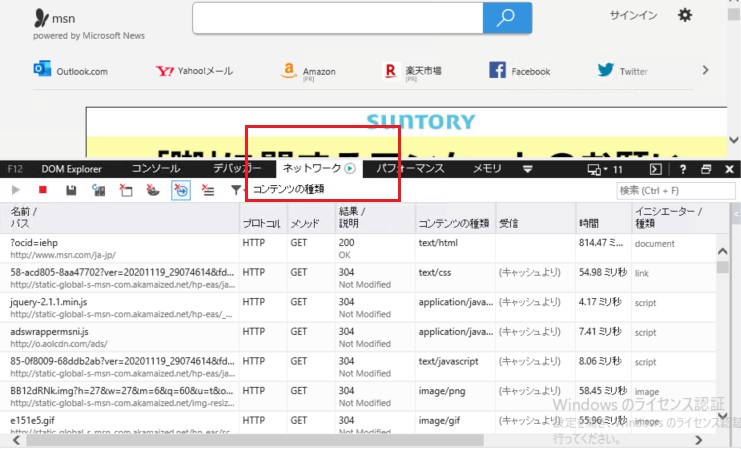 msn
サインイン
powered by Microsoft News
Outlook.com
Yahoo!メール
Amazon
[PR]
楽天市場
[PR]
Facebook
Twitter
SUNTORY
F12
DOM Explorer
コンソール
デバッガー
ネットワーク
パフォーマンス
メモリ
11
コンテンツの種類
検索 (Ctrl + F)
名前 /
パス
プロトコル
メソッド
結果 /
説明
コンテンツの種類
受信
時間
イニシエーター /
種類
?ocid=iehp
http://www.msn.com/ja-jp/
HTTP
GET
200
OK
text/html
814.47 ミ...
document
58-acd805-8aa47702?ver=20201119_29074614&fd...
http://static-global-s-msn-com.akamaized.net/hp-eas/...
HTTP
GET
304
Not Modified
text/css
(キャッシュより)
54.98 ミリ秒
link
jquery-2.1.1.min.js
http://static-global-s-msn-com.akamaized.net/hp-eas/_...
HTTP
GET
304
Not Modified
application/java...
(キャッシュより)
4.17 ミリ秒
script
adswrappermsni.js
http://o.aolcdn.com/ads/
HTTP
GET
304
Not Modified
application/java...
(キャッシュより)
7.41 ミリ秒
script
85-0f8009-68ddb2ab?ver=20201119_29074614&fd...
http://static-global-s-msn-com.akamaized.net/hp-eas/...
HTTP
GET
304
Not Modified
text/javascript
(キャッシュより)
8.06 ミリ秒
script
BB12dRNk.img?h=27&w=27&m=6&q=60&u=t&o...
http://static-global-s-msn-com.akamaized.net/img-resiz...
HTTP
GET
304
Not Modified
image/png
(キャッシュより)
58.45 ミリ秒
image
e151e5.gif
HTTP
GET
304
Not Modified
image/gif
(キャッシュより)
55.96 ミリ秒
image
Windows のライセンス認証
設定を開き、Windows のライセンス認証
行ってください。